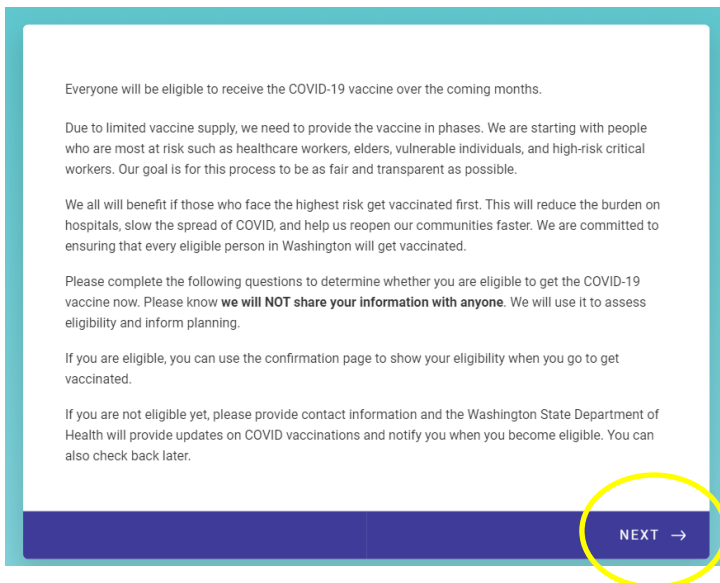 Everyone will be eligible to receive the COVID-19 vaccine over the coming months.
Due to limited vaccine supply, we need to provide the vaccine in phases. We are starting with people
who are most at risk such as healthcare workers, elders, vulnerable individuals, and high-risk critical
workers. Our goal is for this process to be as fair and transparent as possible.
We all will benefit if those who face the highest risk get vaccinated first. This will reduce the burden on
hospitals, slow the spread of COVID, and help us reopen our communities faster. We are committed to
ensuring that every eligible person in Washington will get vaccinated.
Please complete the following questions to determine whether you are eligible to get the COVID-19
vaccine now. Please know we will NOT share your information with anyone. We will use it to assess
eligibility and inform planning.
If you are eligible, you can use the confirmation page to show your eligibility when you go to get
vaccinated.
If you are not eligible yet, please provide contact information and the Washington State Department of
Health will provide updates on COVID vaccinations and notify you when you become eligible. You can
also check back later.
NEXT →